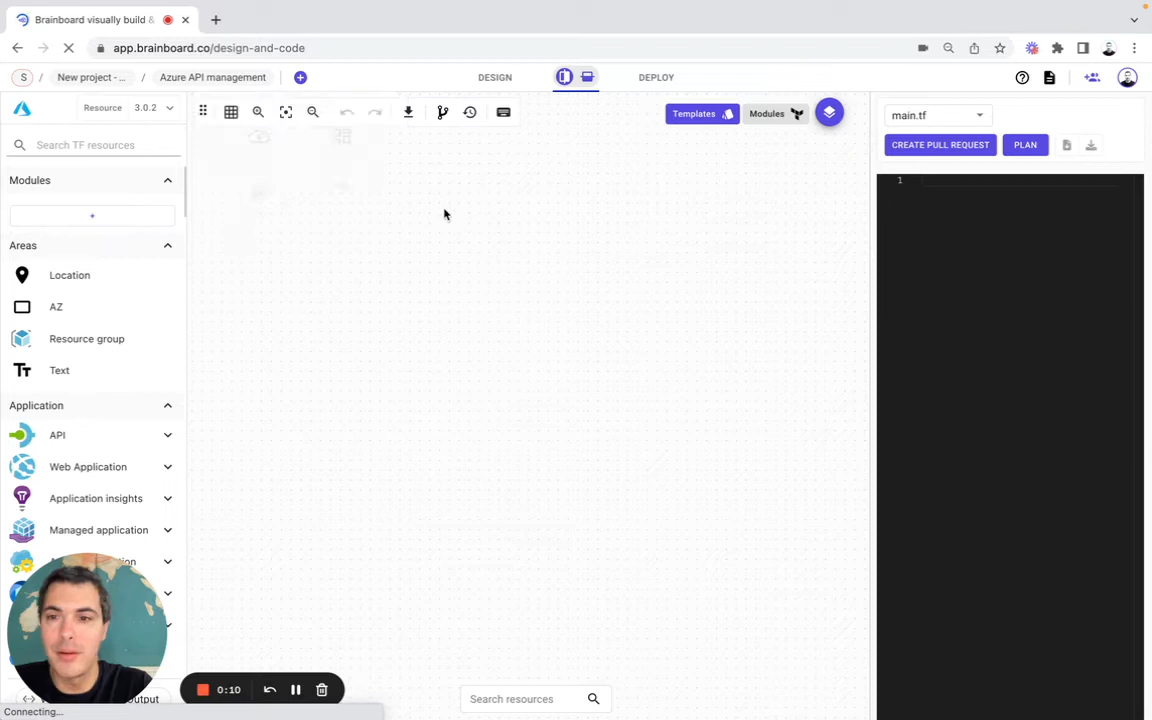 Brainboard visually build &
app.brainboard.co/design-and-code
S / New project - ... / Azure API management
DESIGN
DEPLOY
Resource 3.0.2
Templates
Modules
main.tf
Search TF resources
CREATE PULL REQUEST
PLAN
Modules
1
+
Areas
Location
AZ
Resource group
Tт Text
Application
API
Web Application
Application insights
Managed application
0:10
Search resources
output
Connecting...